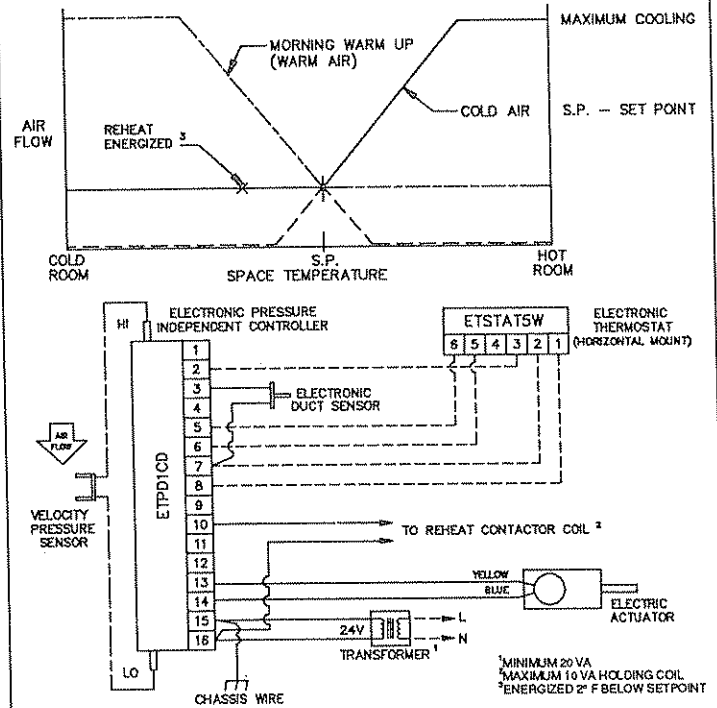 MAXIMUM COOLING
MORNING WARM UP
(WARM AIR)
COLD AIR
S.P. – SET POINT
AIR
FLOW
REHEAT
ENERGIZED 3
COLD
ROOM
S.P.
SPACE TEMPERATURE
HOT
ROOM
HI
ELECTRONIC PRESSURE
INDEPENDENT CONTROLLER
ETSTAT5W
6 5 4 3 2 1
ELECTRONIC
THERMOSTAT
(HORIZONTAL MOUNT)
ETPD1CD
1
2
3
4
5
6
7
8
9
10
11
12
13
14
15
16
ELECTRONIC
DUCT SENSOR
AIR
FLOW
VELOCITY
PRESSURE
SENSOR
TO REHEAT CONTACTOR COIL 2
YELLOW
BLUE
ELECTRIC
ACTUATOR
24V
L
N
TRANSFORMER 1
LO
CHASSIS WIRE
1MINIMUM 20 VA
2MAXIMUM 10 VA HOLDING COIL
3ENERGIZED 2° F BELOW SETPOINT